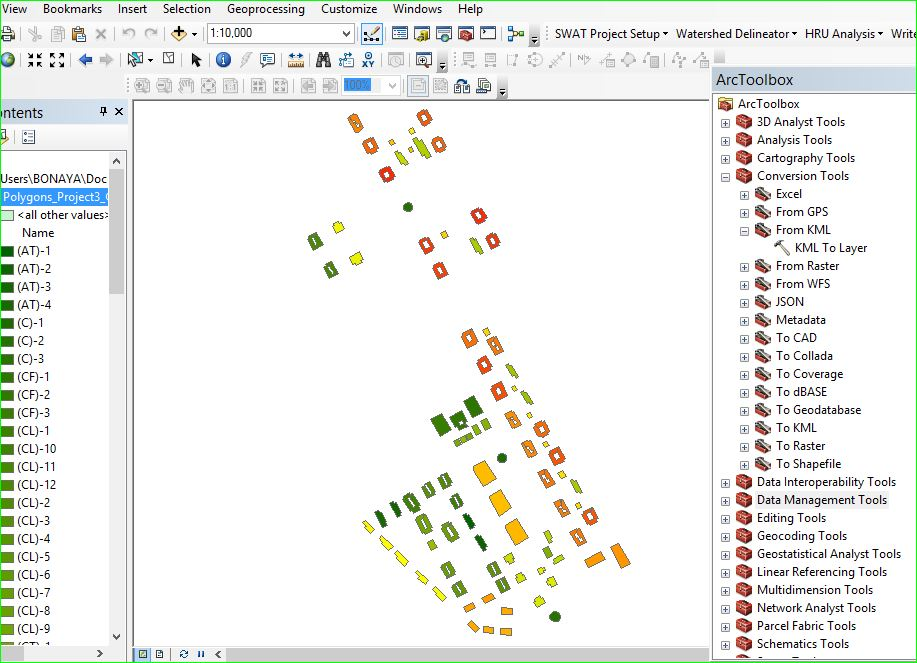 View Bookmarks Insert Selection Geoprocessing Customize Windows Help
1:10,000
SWAT Project Setup Watershed Delineator HRU Analysis Write
XY
100%
1:1
ontents
Users\BONAYA\Doc
Polygons_Project3_
<all other values>
Name
(AT)-1
(AT)-2
(AT)-3
(AT)-4
(C)-1
(C)-2
(C)-3
(CF)-1
(CF)-2
(CF)-3
(CL)-1
(CL)-10
(CL)-11
(CL)-12
(CL)-2
(CL)-3
(CL)-4
(CL)-5
(CL)-6
(CL)-7
(CL)-8
(CL)-9
ArcToolbox
ArcToolbox
3D Analyst Tools
Analysis Tools
Cartography Tools
Conversion Tools
Excel
From GPS
From KML
KML To Layer
From Raster
From WFS
JSON
Metadata
To CAD
To Collada
To Coverage
To dBASE
To Geodatabase
To KML
To Raster
To Shapefile
Data Interoperability Tools
Data Management Tools
Editing Tools
Geocoding Tools
Geostatistical Analyst Tools
Linear Referencing Tools
Multidimension Tools
Network Analyst Tools
Parcel Fabric Tools
Schematics Tools